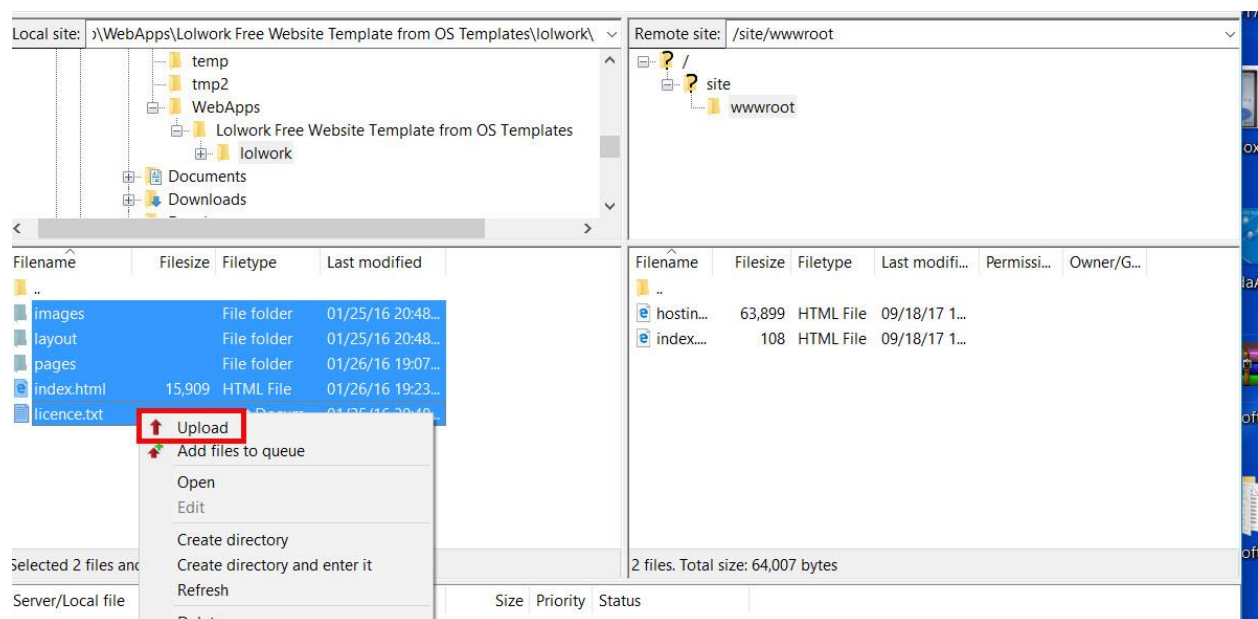 Local site: )\WebApps\Lolwork Free Website Template from OS Templates\lolwork\
temp
tmp2
WebApps
Lolwork Free Website Template from OS Templates
lolwork
Documents
Downloads
Filename Filesize Filetype Last modified
..
images File folder 01/25/16 20:48...
layout File folder 01/25/16 20:48...
pages File folder 01/26/16 19:07...
index.html 15,909 HTML File 01/26/16 19:23...
licence.txt
Upload
Add files to queue
Open
Edit
Create directory
Create directory and enter it
Refresh
Selected 2 files and
Remote site: /site/wwwroot
/
site
wwwroot
Filename Filesize Filetype Last modifi... Permissi... Owner/G...
..
hostin... 63,899 HTML File 09/18/17 1...
index.... 108 HTML File 09/18/17 1...
2 files. Total size: 64,007 bytes
Server/Local file Size Priority Status